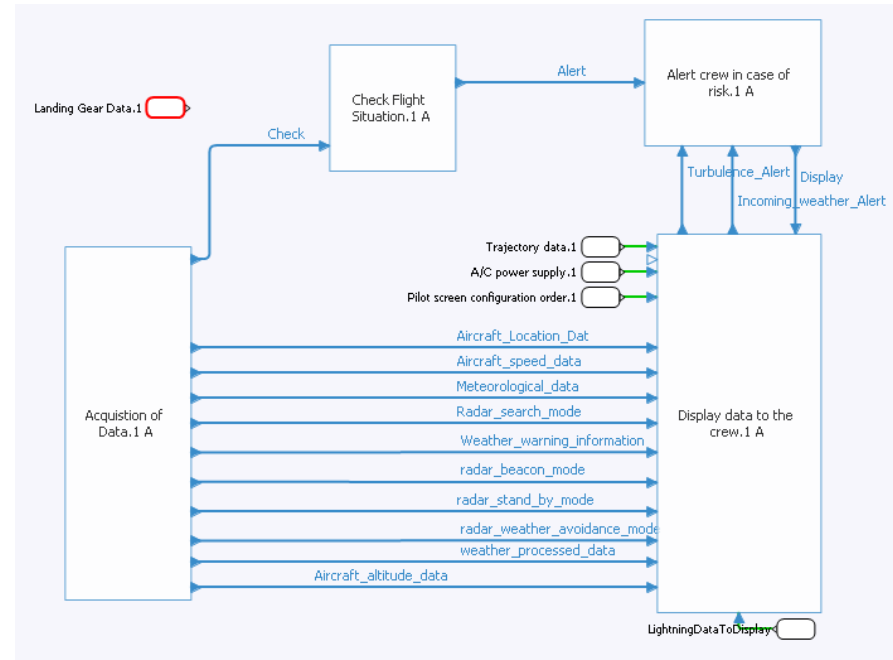 Alert
Alert crew in case of
risk.1 A
Check Flight
Situation.1 A
Landing Gear Data.1
Check
Turbulence_Alert
Display
Incoming_weather_Alert
Trajectory data.1
A/C power supply.1
Pilot screen configuration order.1
Aircraft_Location_Dat
Aircraft_speed_data
Meteorological_data
Radar_search_mode
Acquistion of
Data.1 A
Display data to the
crew.1 A
Weather_warning_information
radar_beacon_mode
radar_stand_by_mode
radar_weather_avoidance_mode
weather_processed_data
Aircraft_altitude_data
LightningDataToDisplay